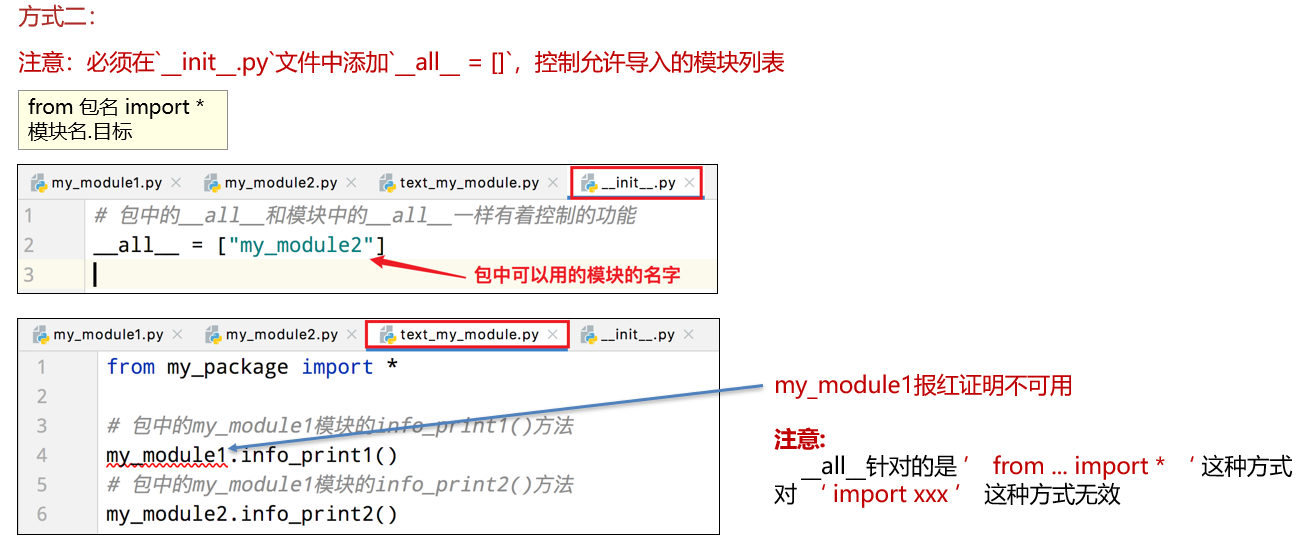 方式二：
注意：必须在`__init__.py`文件中添加`__all__ = []`，控制允许导入的模块列表
from 包名 import *
模块名.目标
my_module1.py × my_module2.py × text_my_module.py × __init__.py ×
1 # 包中的__all__和模块中的__all__一样有着控制的功能
2 __all__ = ["my_module2"]
3
包中可以用的模块的名字
my_module1.py × my_module2.py × text_my_module.py × __init__.py ×
1 from my_package import *
2
3 # 包中的my_module1模块的info_print1()方法
4 my_module1.info_print1()
5 # 包中的my_module1模块的info_print2()方法
6 my_module2.info_print2()
my_module1报红证明不可用
注意:
__all__针对的是 ’ from ... import * ‘ 这种方式
对 ‘ import xxx ’ 这种方式无效